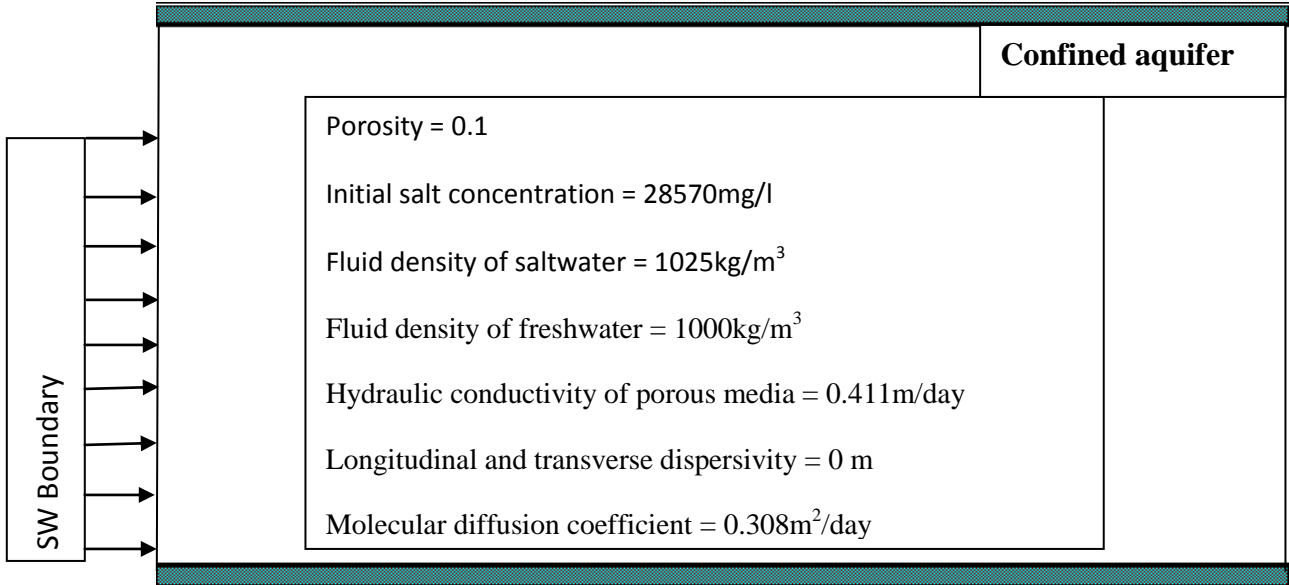 Confined aquifer
Porosity = 0.1
Initial salt concentration = 28570mg/l
Fluid density of saltwater = 1025kg/m³
Fluid density of freshwater = 1000kg/m³
Hydraulic conductivity of porous media = 0.411m/day
Longitudinal and transverse dispersivity = 0 m
Molecular diffusion coefficient = 0.308m²/day
SW Boundary